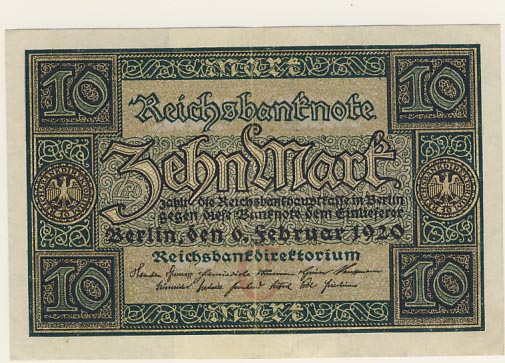 10 10
Reichsbanknote
Zehn Mark
zahlt die Reichsbankhauptkasse in Berlin
gegen diese Banknote dem Einlieferer
Berlin, den 6. Februar 1920
Reichsbankdirektorium
10 10